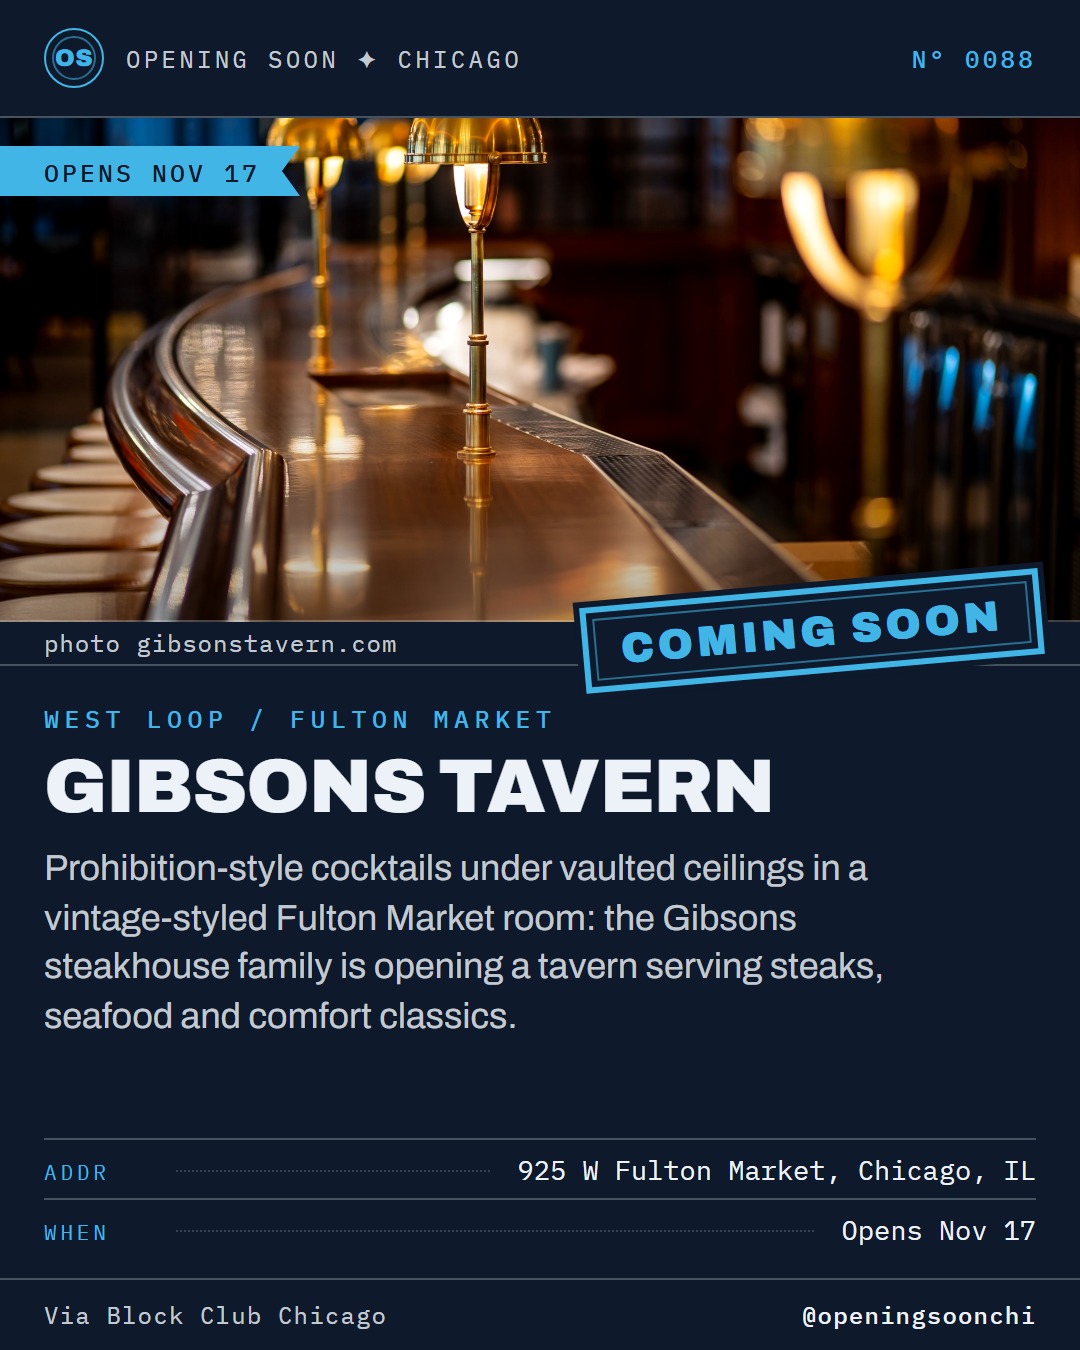 OS OPENING SOON ✦ CHICAGO N° 0088
OPENS NOV 17
photo gibsonstavern.com
COMING SOON
WEST LOOP / FULTON MARKET
GIBSONS TAVERN
Prohibition-style cocktails under vaulted ceilings in a
vintage-styled Fulton Market room: the Gibsons
steakhouse family is opening a tavern serving steaks,
seafood and comfort classics.
ADDR 925 W Fulton Market, Chicago, IL
WHEN Opens Nov 17
Via Block Club Chicago @openingsoonchi